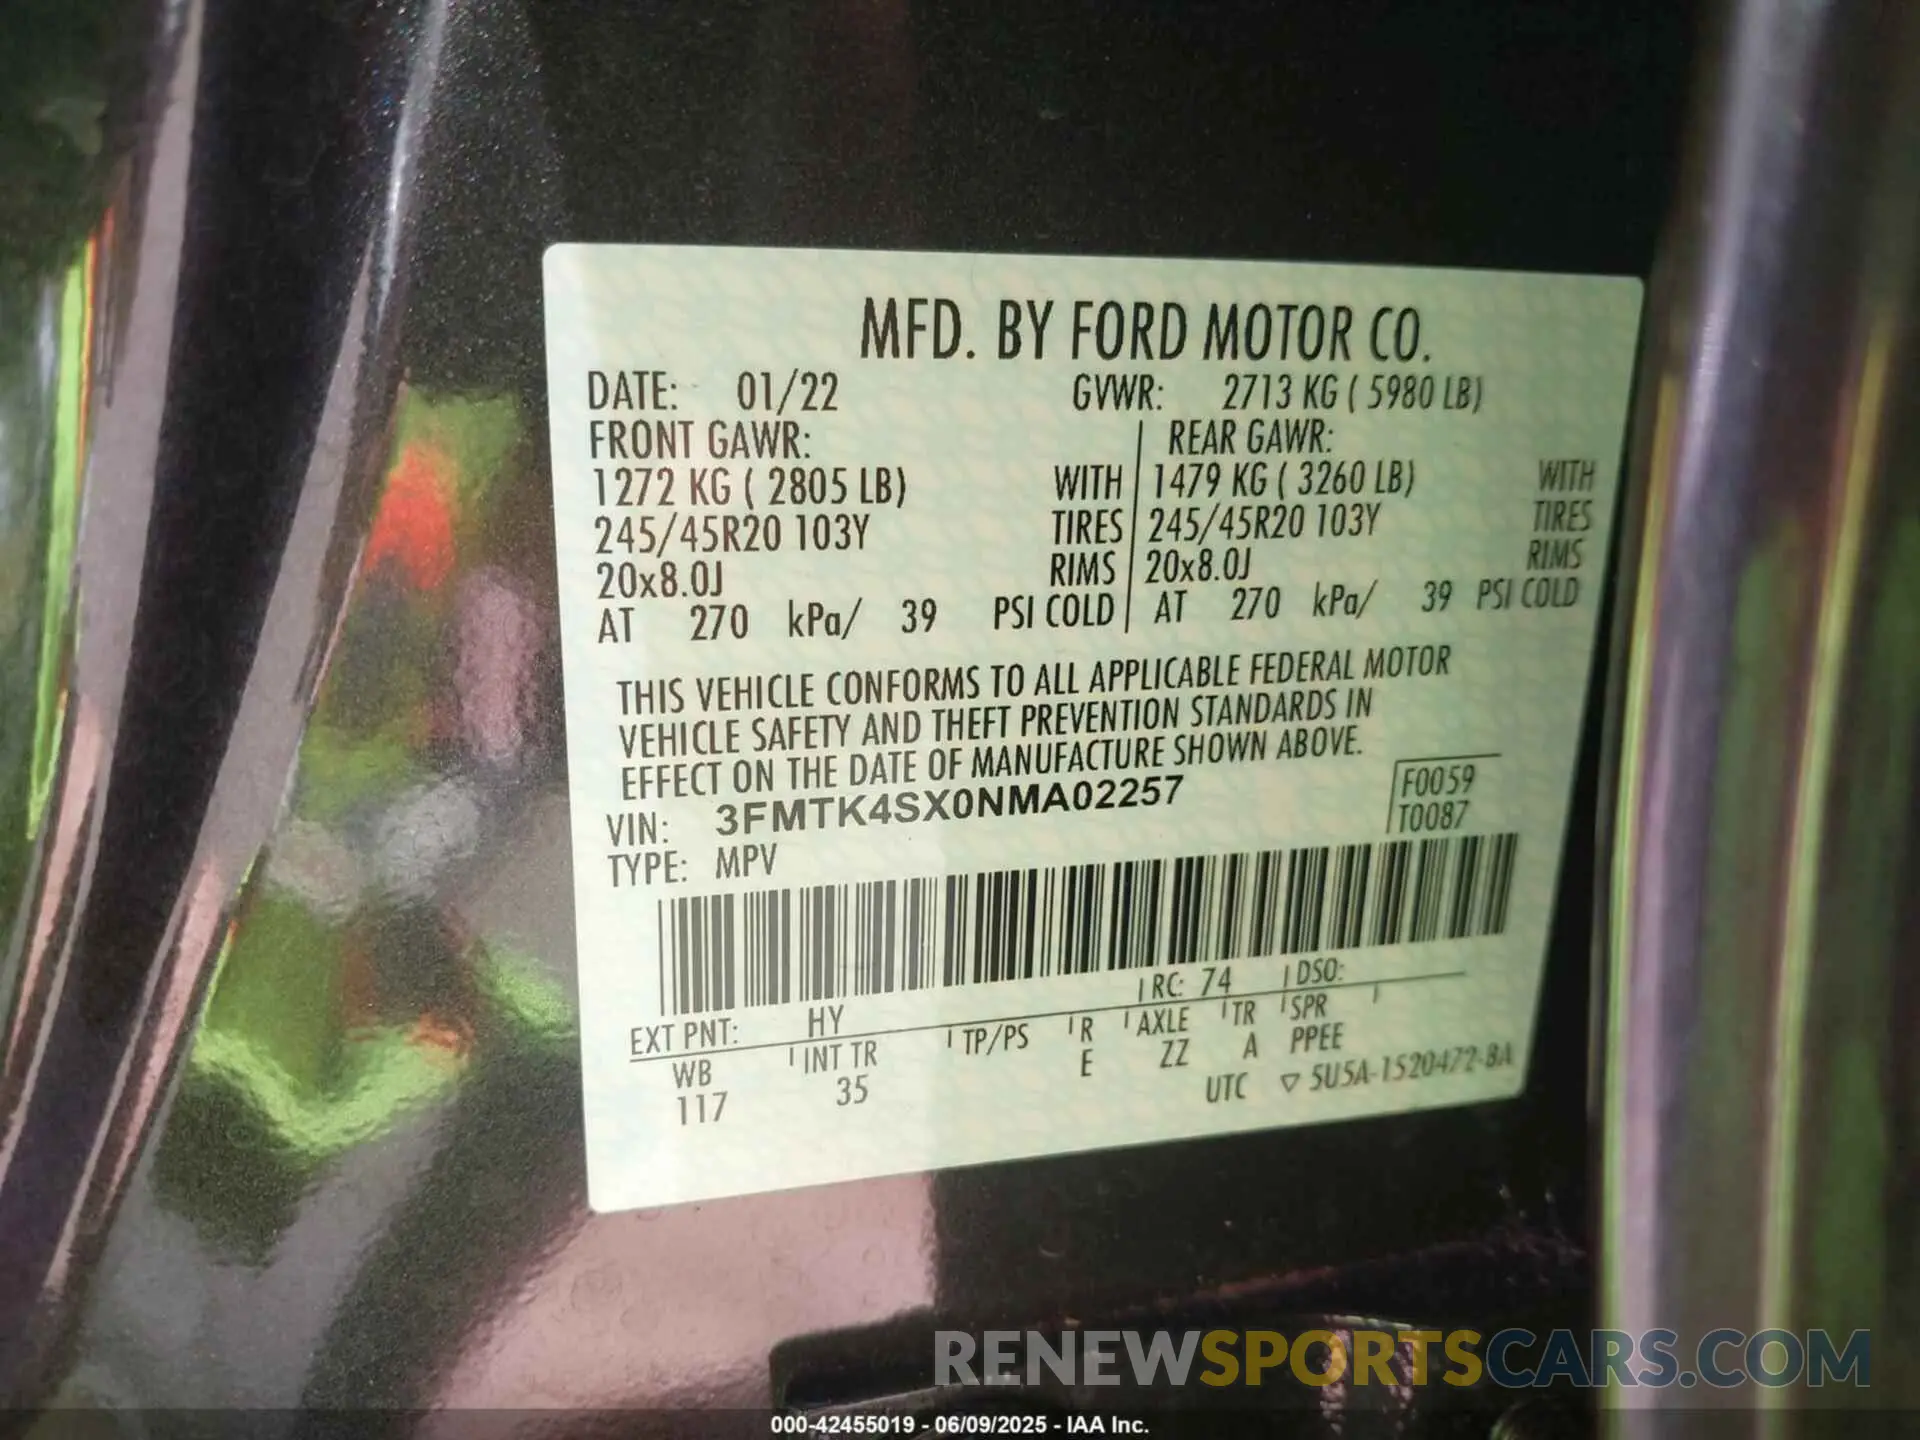 MFD. BY FORD MOTOR CO.
DATE: 01/22 GVWR: 2713 KG ( 5980 LB)
FRONT GAWR: REAR GAWR:
1272 KG ( 2805 LB) WITH 1479 KG ( 3260 LB) WITH
245/45R20 103Y TIRES 245/45R20 103Y TIRES
20x8.0J RIMS 20x8.0J RIMS
AT 270 kPa/ 39 PSI COLD AT 270 kPa/ 39 PSI COLD
THIS VEHICLE CONFORMS TO ALL APPLICABLE FEDERAL MOTOR
VEHICLE SAFETY AND THEFT PREVENTION STANDARDS IN
EFFECT ON THE DATE OF MANUFACTURE SHOWN ABOVE.
VIN: 3FMTK4SX0NMA02257 F0059
TYPE: MPV T0087
EXT PNT: HY RC: 74 DSO:
WB INT TR TP/PS R AXLE TR SPR
117 35 E ZZ A PPEE
UTC ▽ 5U5A-1520472-BA
RENEWSPORTSCARS.COM
000-42455019 - 06/09/2025 - IAA Inc.